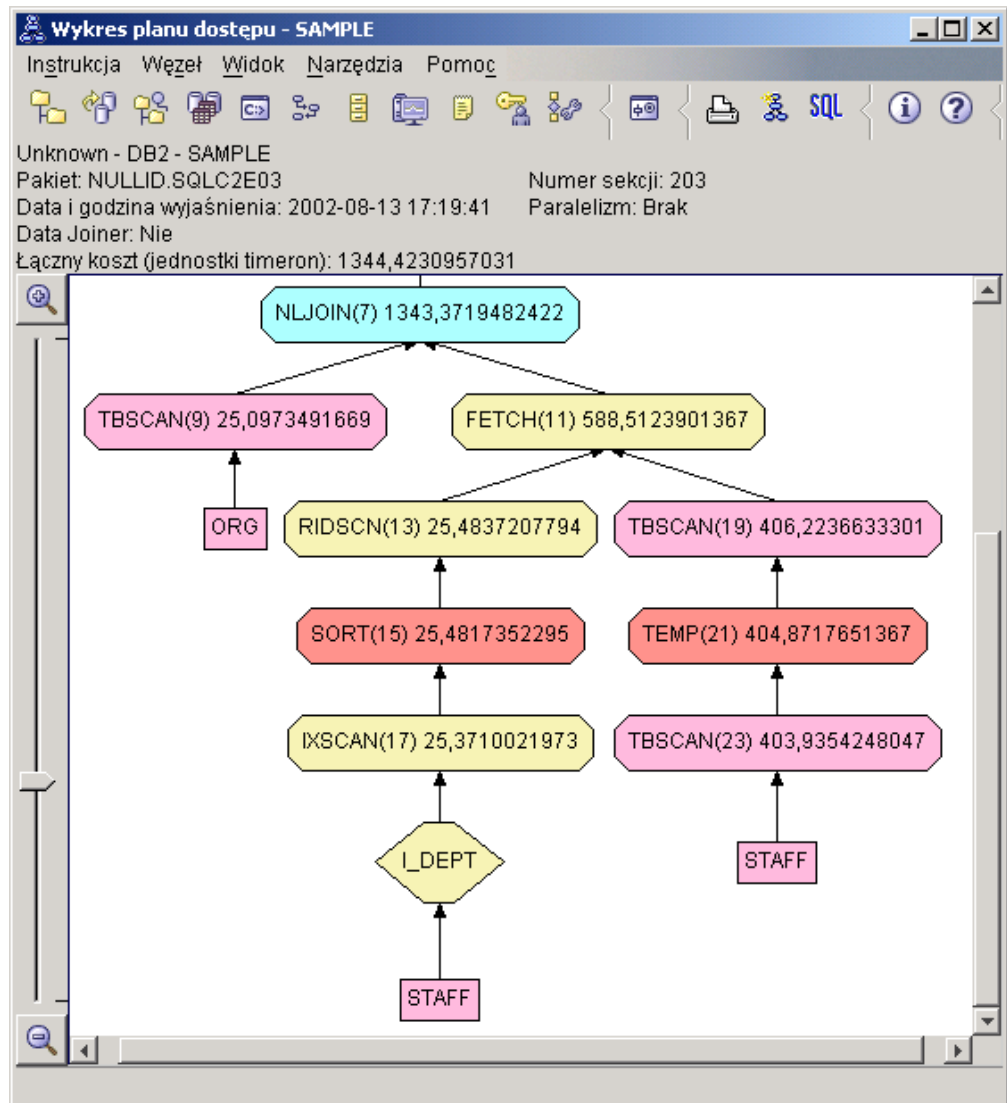 Wykres planu dostępu - SAMPLE
Instrukcja Węzeł Widok Narzędzia Pomoc
C:> SQL i ?
Unknown - DB2 - SAMPLE
Pakiet: NULLID.SQLC2E03 Numer sekcji: 203
Data i godzina wyjaśnienia: 2002-08-13 17:19:41 Paralelizm: Brak
Data Joiner: Nie
Łączny koszt (jednostki timeron): 1344,4230957031
NLJOIN(7) 1343,3719482422
TBSCAN(9) 25,0973491669 FETCH(11) 588,5123901367
ORG RIDSCN(13) 25,4837207794 TBSCAN(19) 406,2236633301
SORT(15) 25,4817352295 TEMP(21) 404,8717651367
IXSCAN(17) 25,3710021973 TBSCAN(23) 403,9354248047
I_DEPT STAFF
STAFF